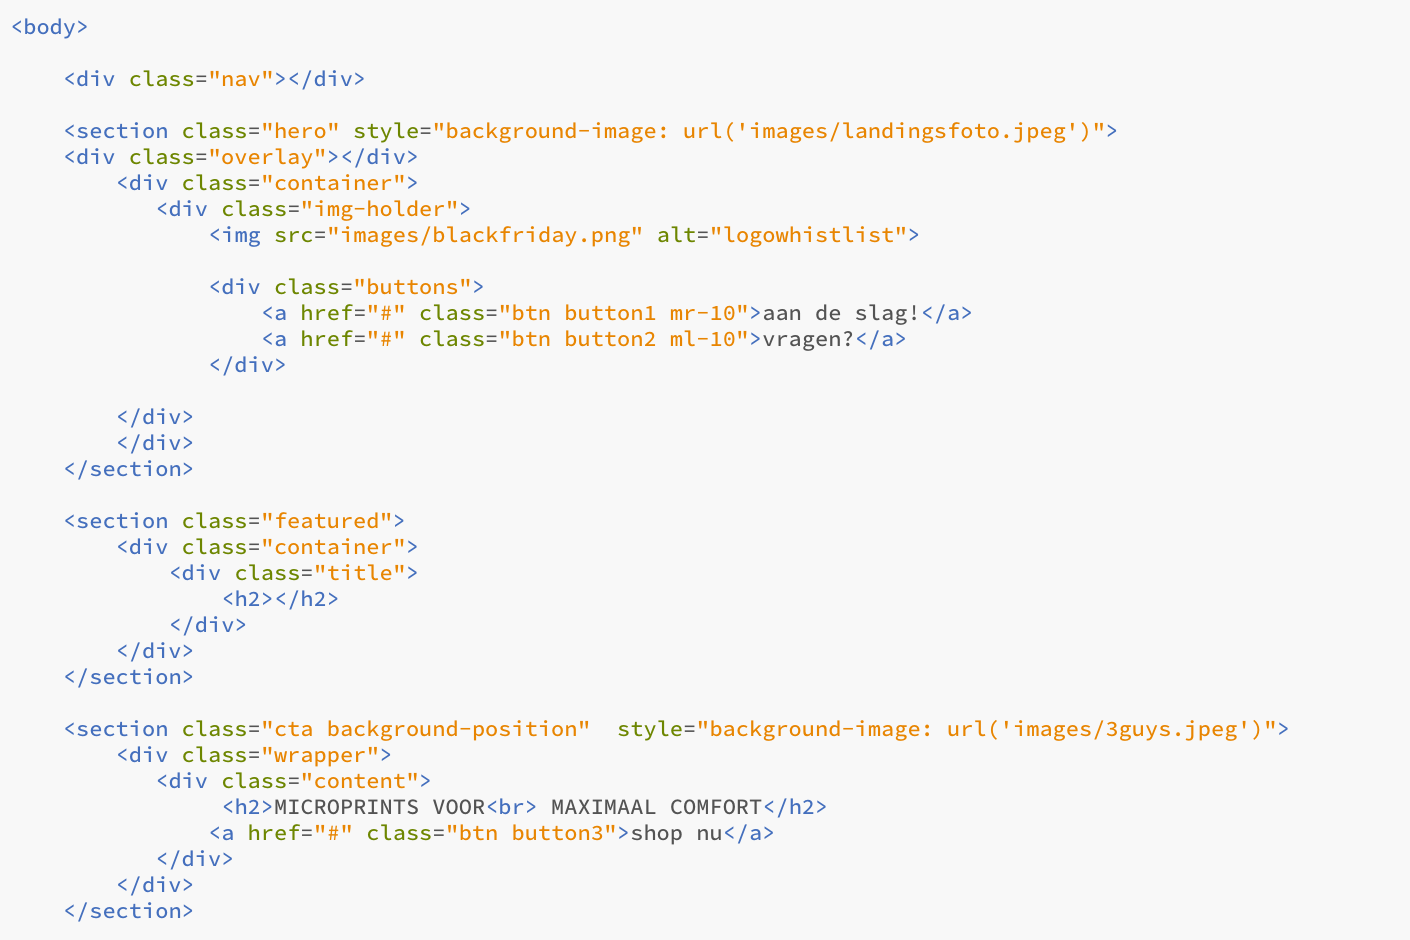 <body>
<div class="nav"></div>
<section class="hero" style="background-image: url('images/landingsfoto.jpeg')">
<div class="overlay"></div>
<div class="container">
<div class="img-holder">
<img src="images/blackfriday.png" alt="logowhistlist">
<div class="buttons">
<a href="#" class="btn button1 mr-10">aan de slag!</a>
<a href="#" class="btn button2 ml-10">vragen?</a>
</div>
</div>
</div>
</section>
<section class="featured">
<div class="container">
<div class="title">
<h2></h2>
</div>
</div>
</section>
<section class="cta background-position"  style="background-image: url('images/3guys.jpeg')">
<div class="wrapper">
<div class="content">
<h2>MICROPRINTS VOOR<br> MAXIMAAL COMFORT</h2>
<a href="#" class="btn button3">shop nu</a>
</div>
</div>
</section>